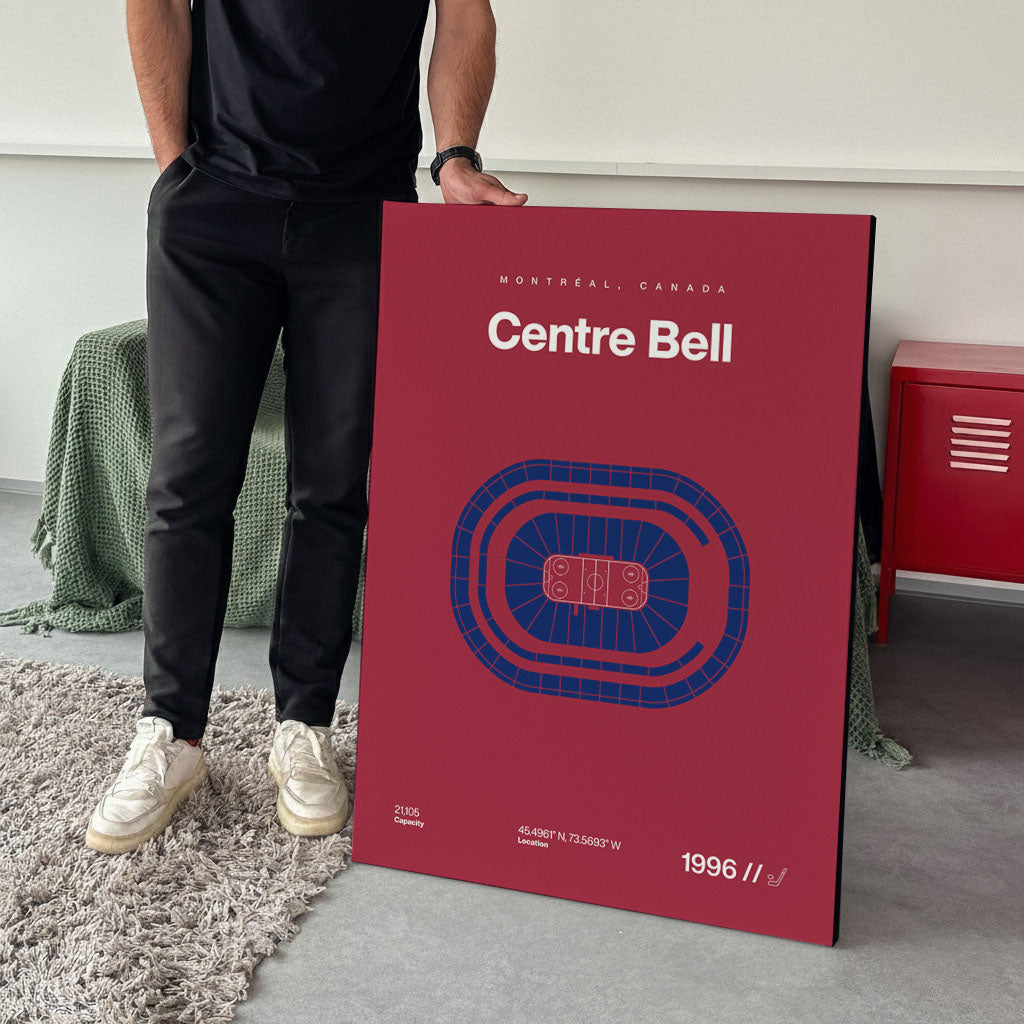 MONTRÉAL, CANADA
Centre Bell
21,105
Capacity
45.4961° N, 73.5693° W
Location
1996 //